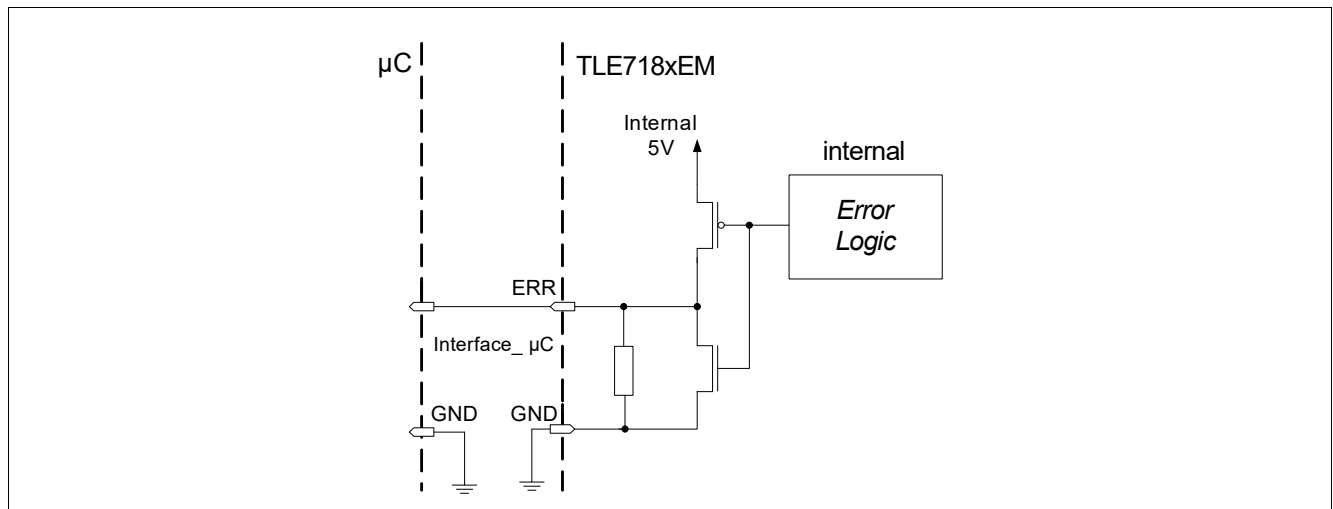 µC
TLE718xEM
Internal
5V
internal
Error
Logic
ERR
Interface_ µC
GND
GND